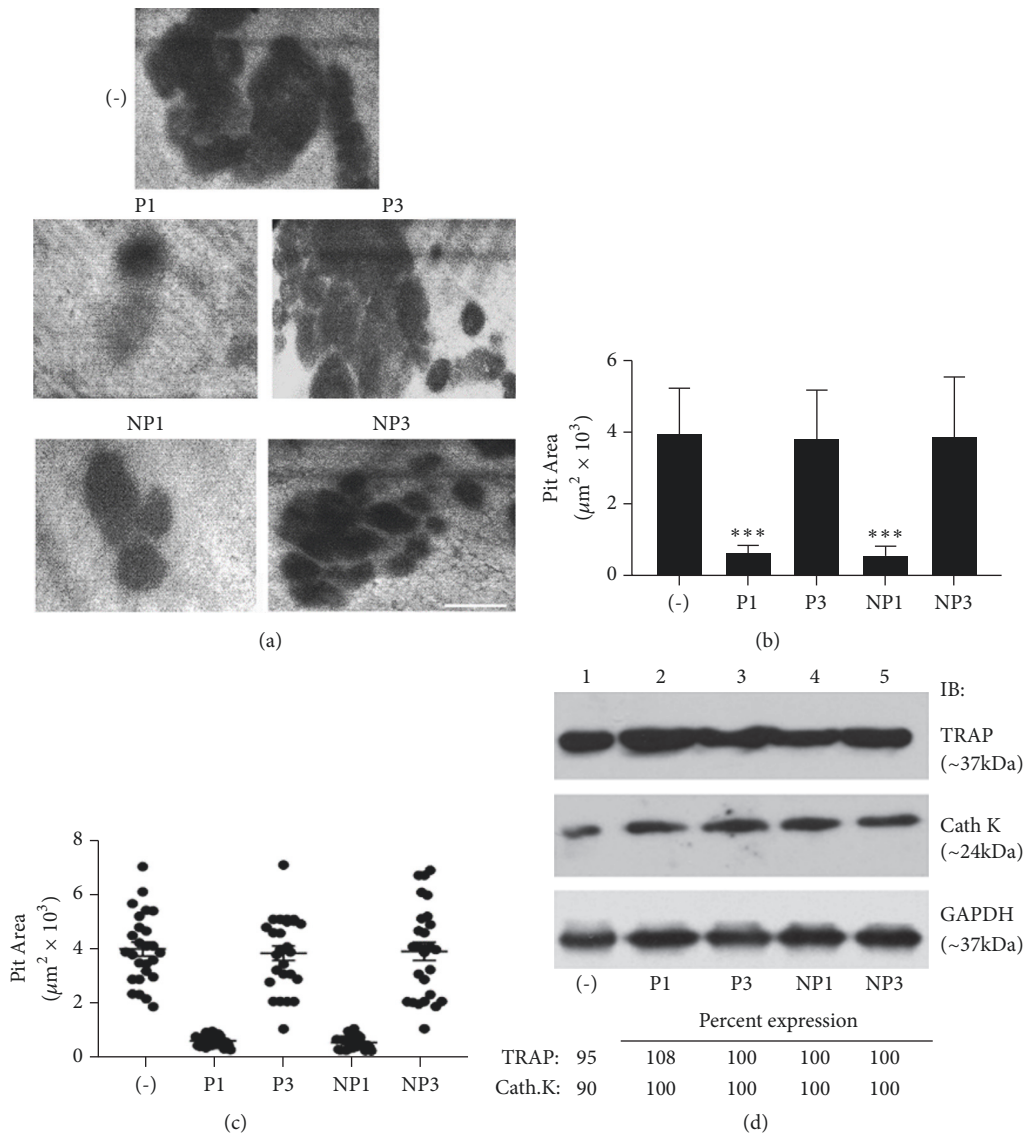 (-)
P1 P3
NP1 NP3
(a)
Pit Area
(μm² × 10³)
6
4
2
0
***
***
(-) P1 P3 NP1 NP3
(b)
Pit Area
(μm² × 10³)
8
6
4
2
0
(-) P1 P3 NP1 NP3
(c)
1 2 3 4 5 IB:
TRAP
(~37kDa)
Cath K
(~24kDa)
GAPDH
(~37kDa)
(-) P1 P3 NP1 NP3
Percent expression
TRAP: 95 108 100 100 100
Cath.K: 90 100 100 100 100
(d)